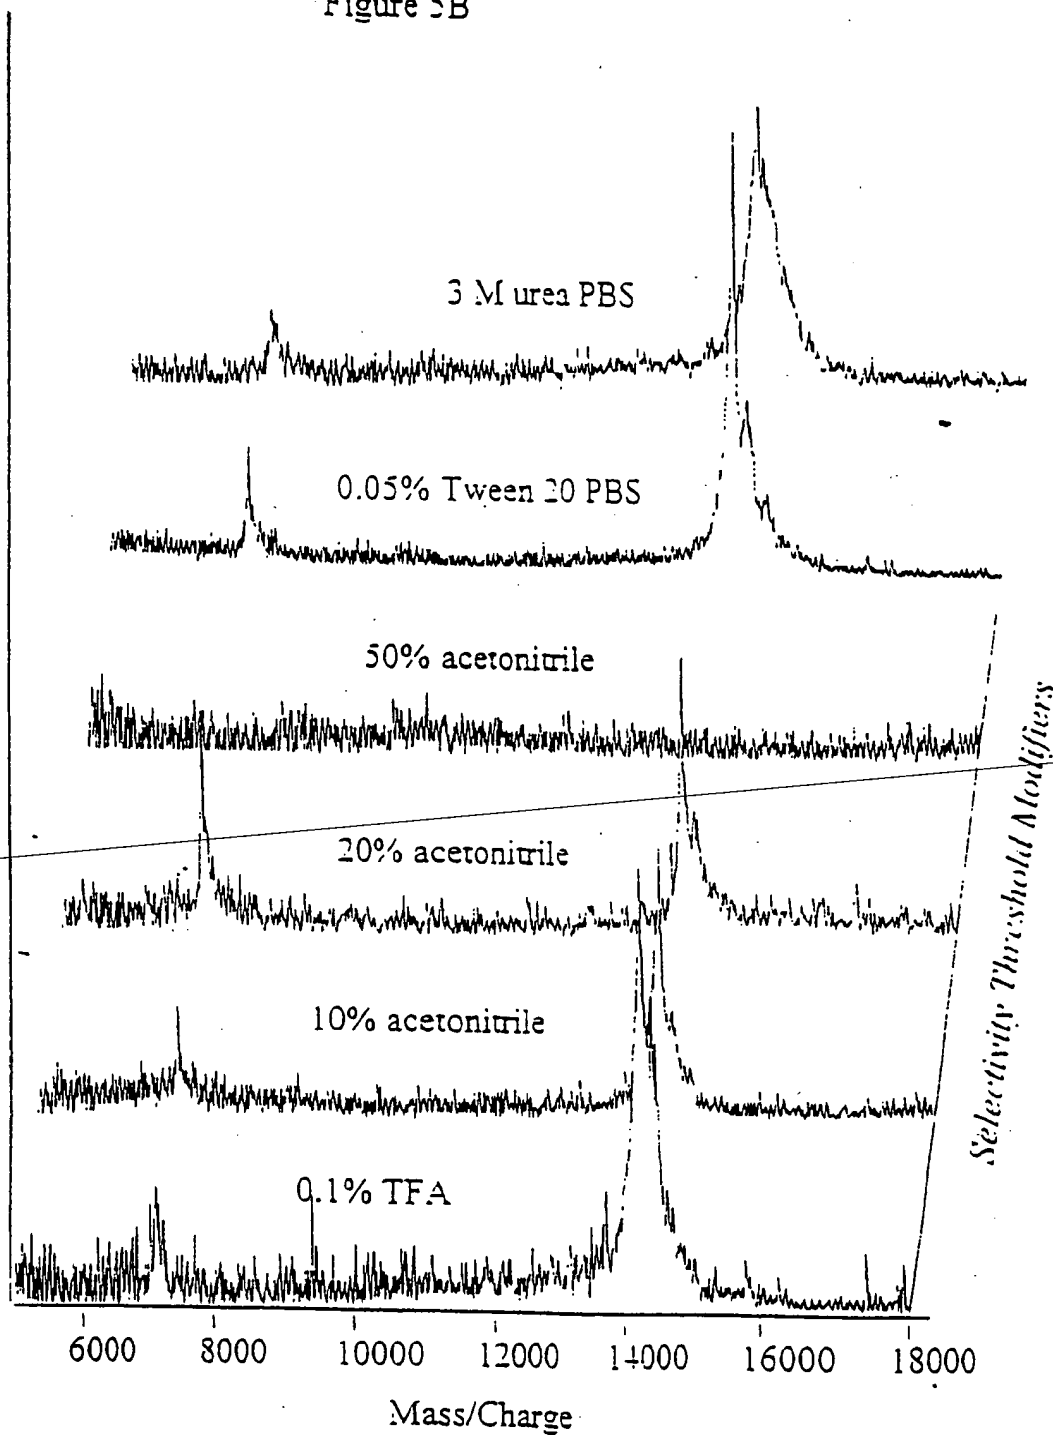 Figure 5B
3 M urea PBS
0.05% Tween 20 PBS
50% acetonitrile
20% acetonitrile
10% acetonitrile
0.1% TFA
Selectivity Threshold Modifiers
6000 8000 10000 12000 14000 16000 18000
Mass/Charge